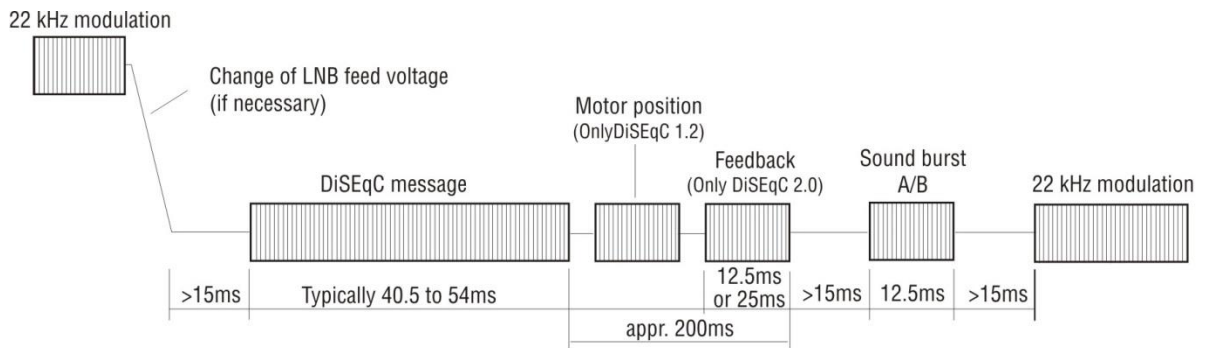 22 kHz modulation
Change of LNB feed voltage
(if necessary)
DiSEqC message
Motor position
(OnlyDiSEqC 1.2)
Feedback
(Only DiSEqC 2.0)
Sound burst
A/B
22 kHz modulation
>15ms
Typically 40.5 to 54ms
12.5ms
or 25ms
>15ms
12.5ms
>15ms
appr. 200ms